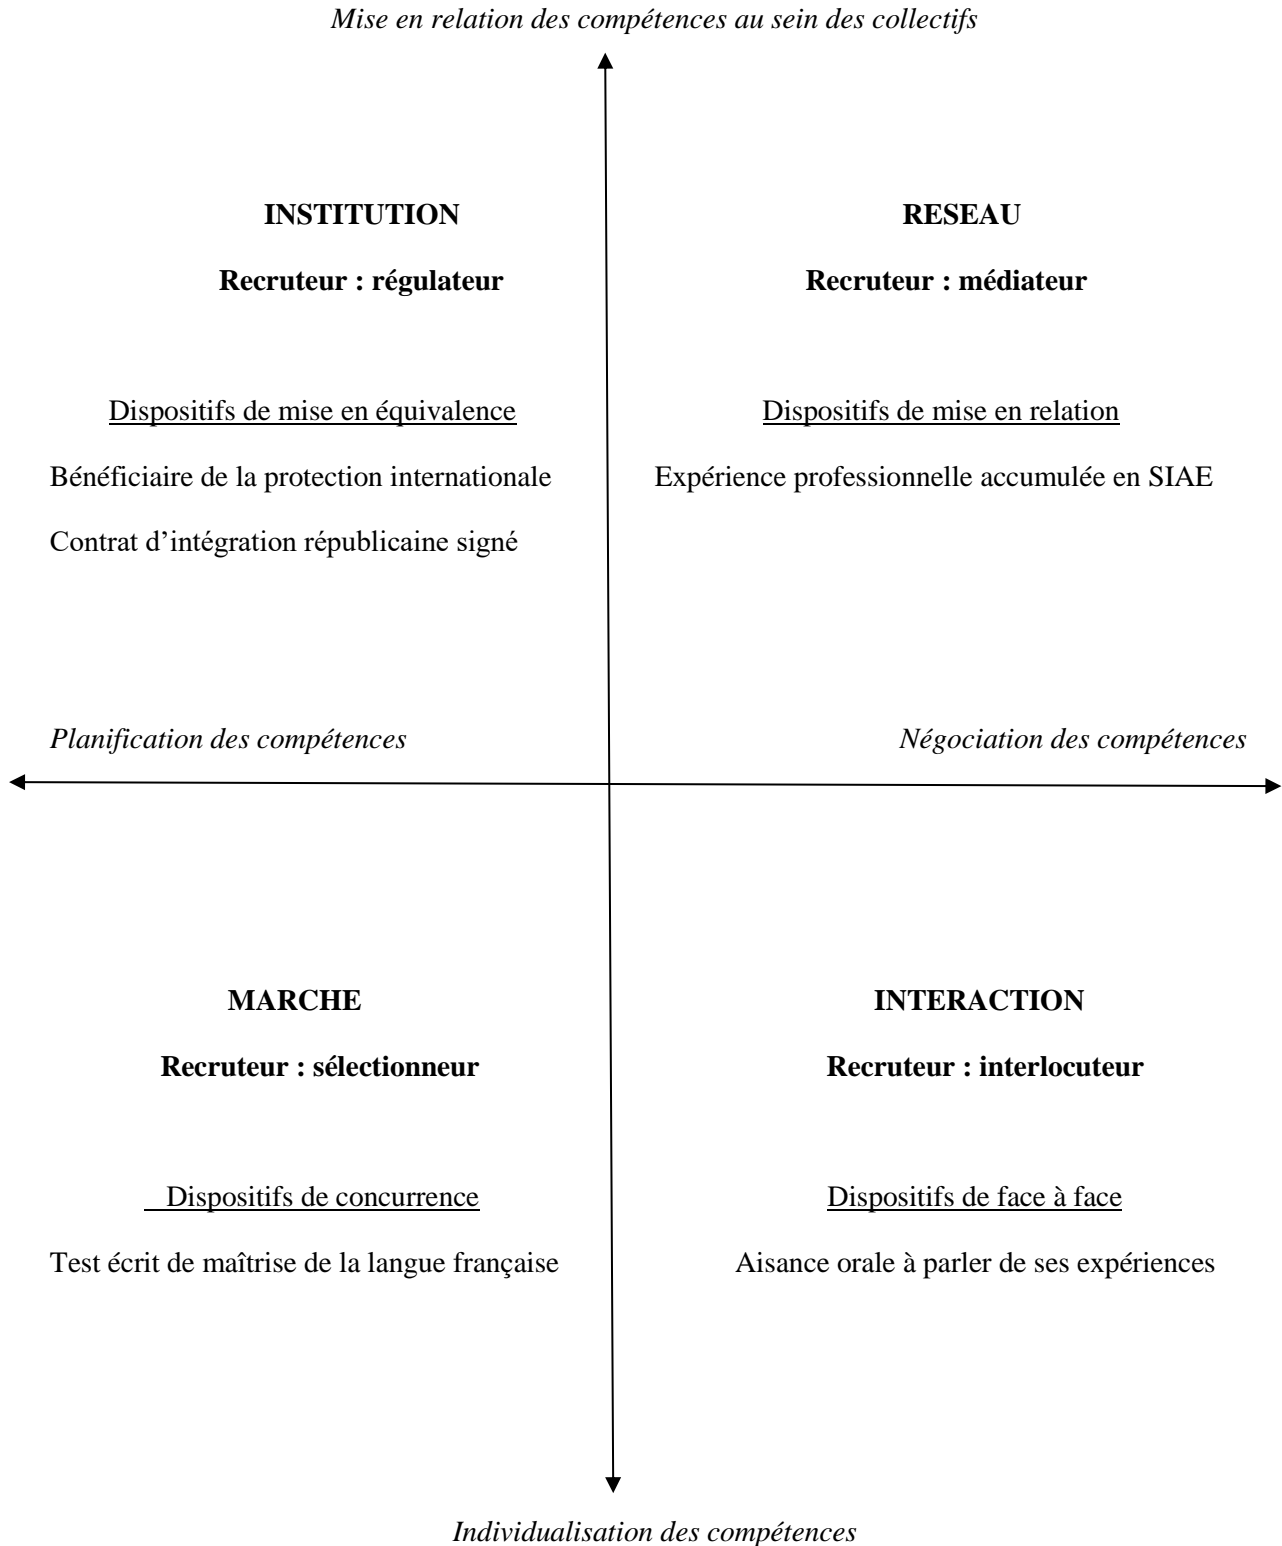 Mise en relation des compétences au sein des collectifs
INSTITUTION
Recruteur : régulateur
Dispositifs de mise en équivalence
Bénéficiaire de la protection internationale
Contrat d’intégration républicaine signé
RESEAU
Recruteur : médiateur
Dispositifs de mise en relation
Expérience professionnelle accumulée en SIAE
Planification des compétences
Négociation des compétences
MARCHE
Recruteur : sélectionneur
Dispositifs de concurrence
Test écrit de maîtrise de la langue française
INTERACTION
Recruteur : interlocuteur
Dispositifs de face à face
Aisance orale à parler de ses expériences
Individualisation des compétences